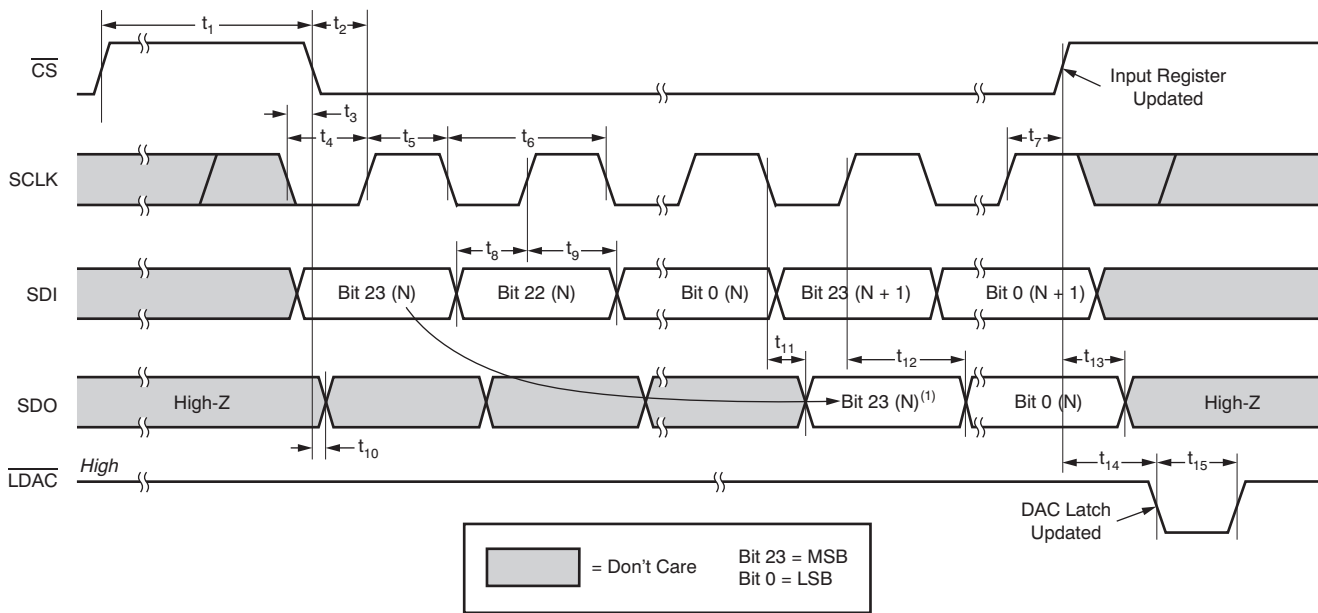 t1
t2
CS
Input Register
Updated
t3
t4
t5
t6
t7
SCLK
t8
t9
SDI
Bit 23 (N)
Bit 22 (N)
Bit 0 (N)
Bit 23 (N + 1)
Bit 0 (N + 1)
t11
t12
t13
SDO
High-Z
Bit 23 (N)(1)
Bit 0 (N)
High-Z
t10
High
LDAC
t14
t15
DAC Latch
Updated
= Don't Care
Bit 23 = MSB
Bit 0 = LSB